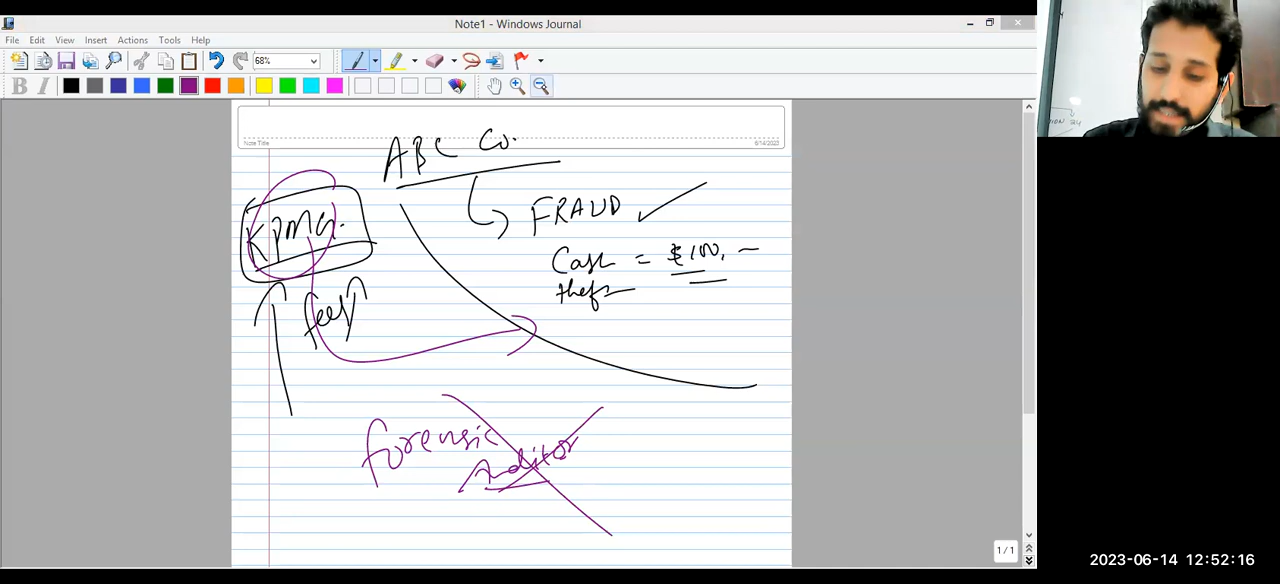 Note1 - Windows Journal
File Edit View Insert Actions Tools Help
68%
B I
Note Title
6/14/2023
ABC Co.
KPMG.
FRAUD
Cash = $100,
theft
fees
forensic
Auditor
1 / 1
2023-06-14 12:52:16